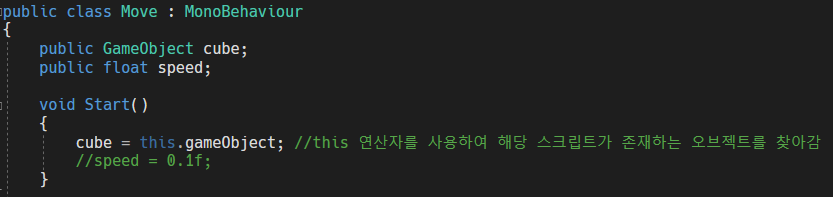 public class Move : MonoBehaviour
{
public GameObject cube;
public float speed;
void Start()
{
cube = this.gameObject; //this 연산자를 사용하여 해당 스크립트가 존재하는 오브젝트를 찾아감
//speed = 0.1f;
}